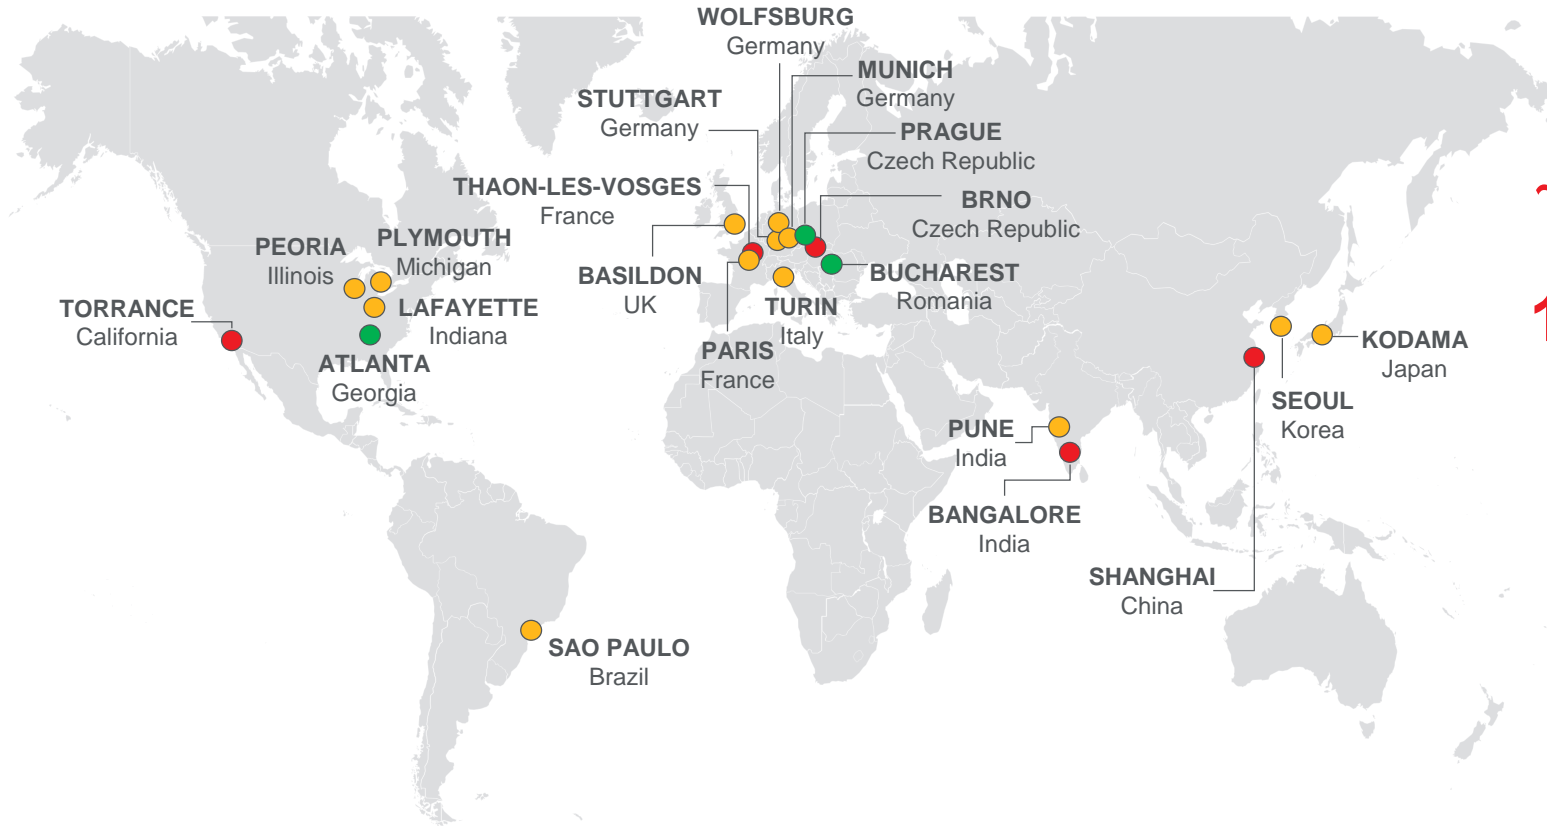 WOLFSBURG
Germany
MUNICH
Germany
STUTTGART
Germany
PRAGUE
Czech Republic
THAON-LES-VOSGES
France
BRNO
Czech Republic
PEORIA
Illinois
PLYMOUTH
Michigan
BASILDON
UK
BUCHAREST
Romania
TORRANCE
California
LAFAYETTE
Indiana
TURIN
Italy
PARIS
France
ATLANTA
Georgia
KODAMA
Japan
SEOUL
Korea
PUNE
India
BANGALORE
India
SHANGHAI
China
SAO PAULO
Brazil